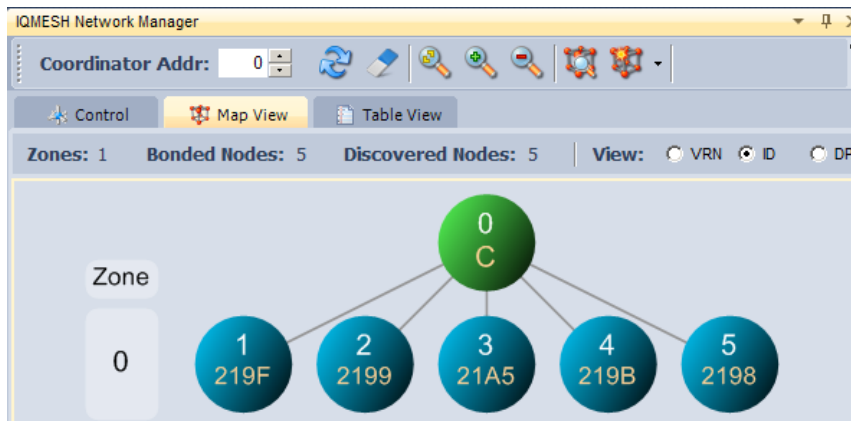 IQMESH Network Manager
Coordinator Addr: 0
Control Map View Table View
Zones: 1 Bonded Nodes: 5 Discovered Nodes: 5 View: VRN ID
0
C
Zone
0
1
219F
2
2199
3
21A5
4
219B
5
2198